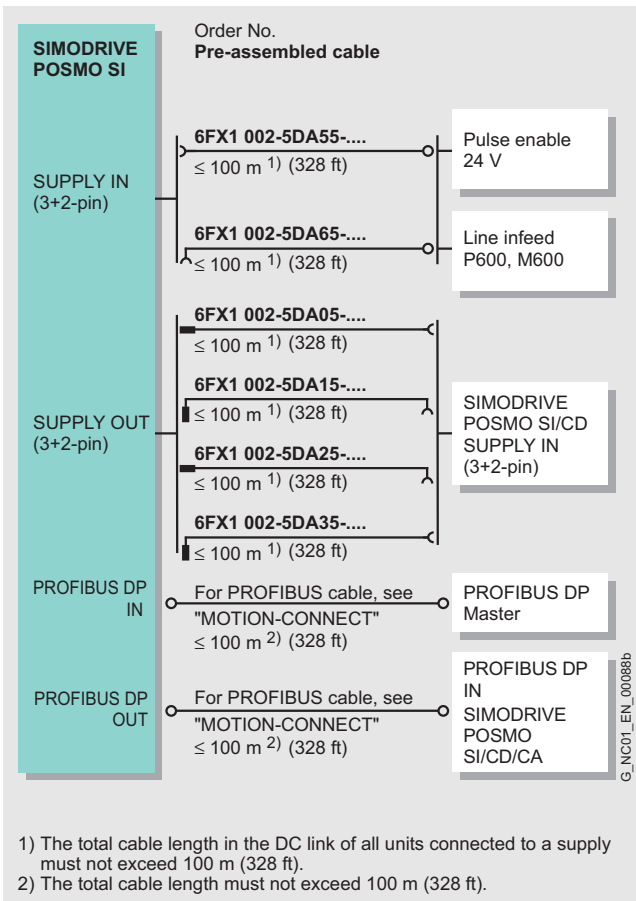 SIMODRIVE
POSMO SI
Order No.
Pre-assembled cable
SUPPLY IN
(3+2-pin)
6FX1 002-5DA55-....
≤ 100 m 1) (328 ft)
Pulse enable
24 V
6FX1 002-5DA65-....
≤ 100 m 1) (328 ft)
Line infeed
P600, M600
SUPPLY OUT
(3+2-pin)
6FX1 002-5DA05-....
≤ 100 m 1) (328 ft)
6FX1 002-5DA15-....
≤ 100 m 1) (328 ft)
6FX1 002-5DA25-....
≤ 100 m 1) (328 ft)
6FX1 002-5DA35-....
≤ 100 m 1) (328 ft)
SIMODRIVE
POSMO SI/CD
SUPPLY IN
(3+2-pin)
PROFIBUS DP
IN
For PROFIBUS cable, see
"MOTION-CONNECT"
≤ 100 m 2) (328 ft)
PROFIBUS DP
Master
PROFIBUS DP
OUT
For PROFIBUS cable, see
"MOTION-CONNECT"
≤ 100 m 2) (328 ft)
PROFIBUS DP
IN
SIMODRIVE
POSMO
SI/CD/CA
G_NC01_EN_00088b
1) The total cable length in the DC link of all units connected to a supply
must not exceed 100 m (328 ft).
2) The total cable length must not exceed 100 m (328 ft).